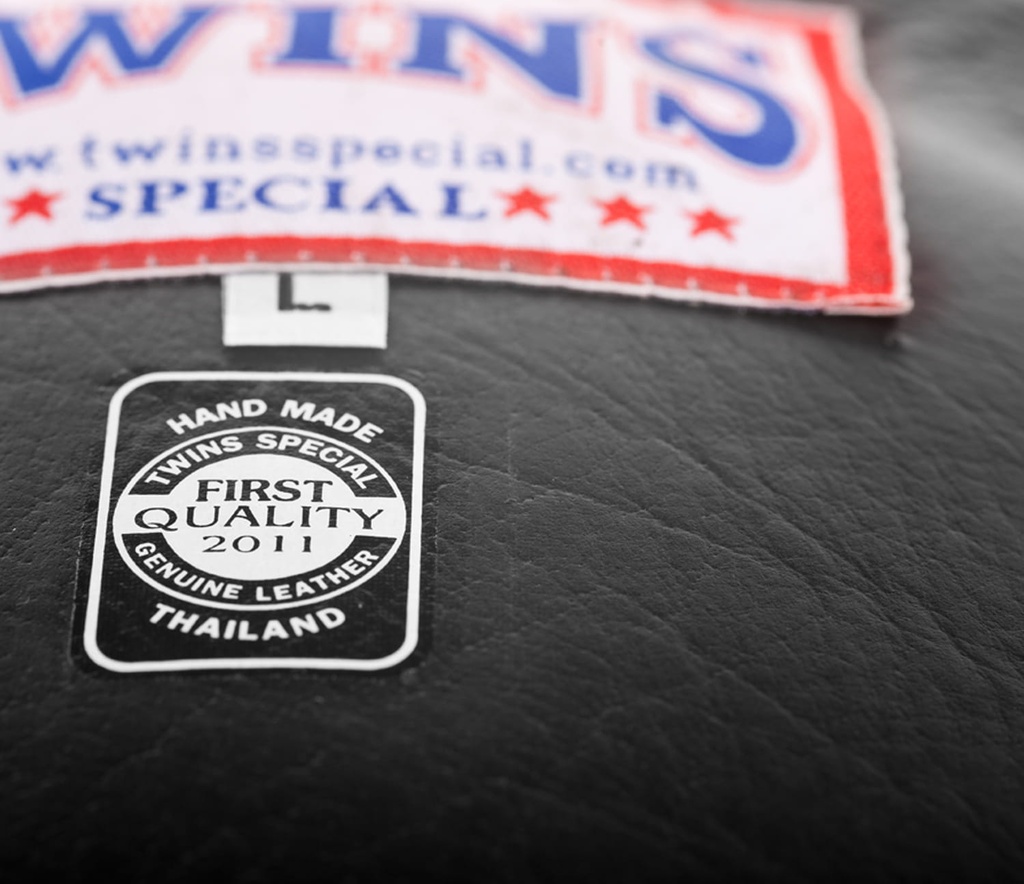 WINS
w.twinsspecial.com
SPECIAL
L
HAND MADE
TWINS SPECIAL
FIRST
QUALITY
2011
GENUINE LEATHER
THAILAND